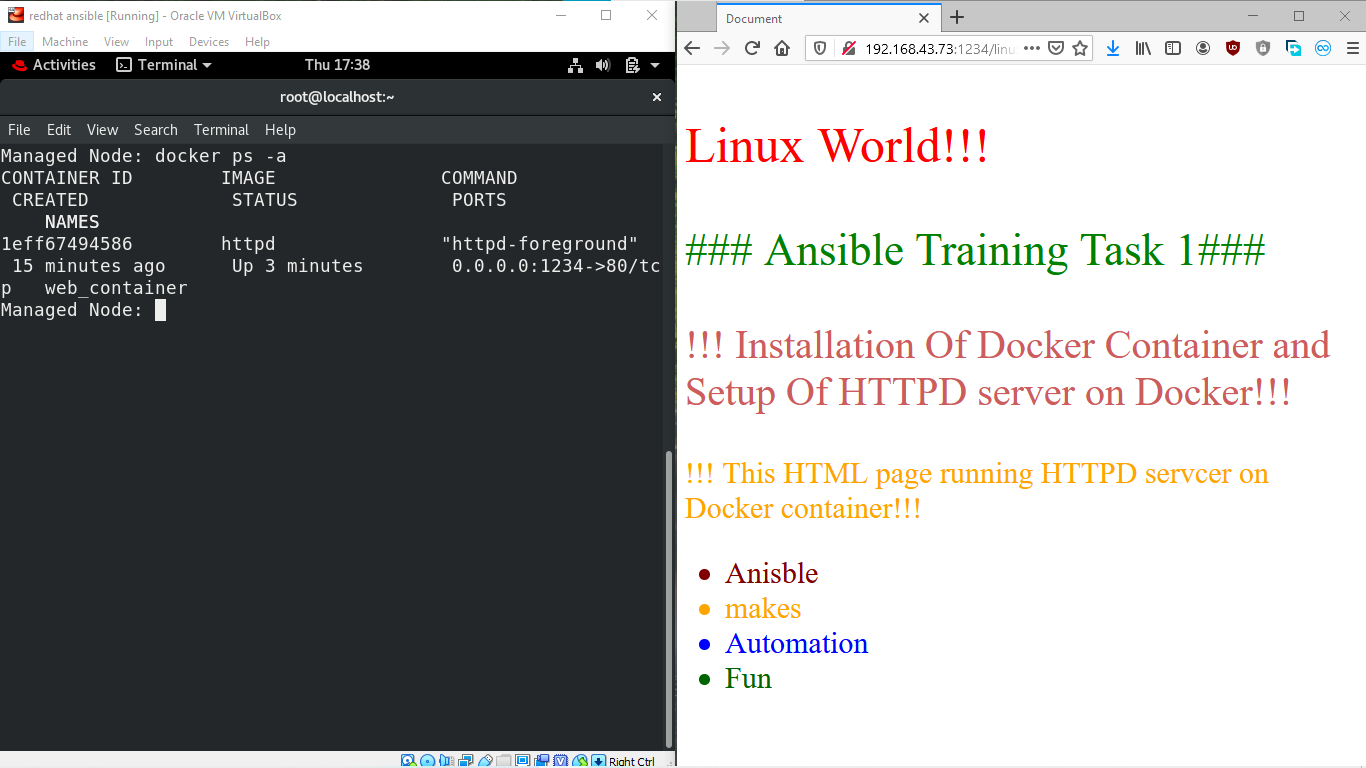 redhat ansible [Running] - Oracle VM VirtualBox
File Machine View Input Devices Help
Activities Terminal Thu 17:38
root@localhost:~
File Edit View Search Terminal Help
Managed Node: docker ps -a
CONTAINER ID IMAGE COMMAND
CREATED STATUS PORTS
NAMES
1eff67494586 httpd "httpd-foreground"
15 minutes ago Up 3 minutes 0.0.0.0:1234->80/tc
p web_container
Managed Node:
Right Ctrl
Document
192.168.43.73:1234/linu
Linux World!!!
### Ansible Training Task 1###
!!! Installation Of Docker Container and
Setup Of HTTPD server on Docker!!!
!!! This HTML page running HTTPD servcer on
Docker container!!!
Anisble
makes
Automation
Fun